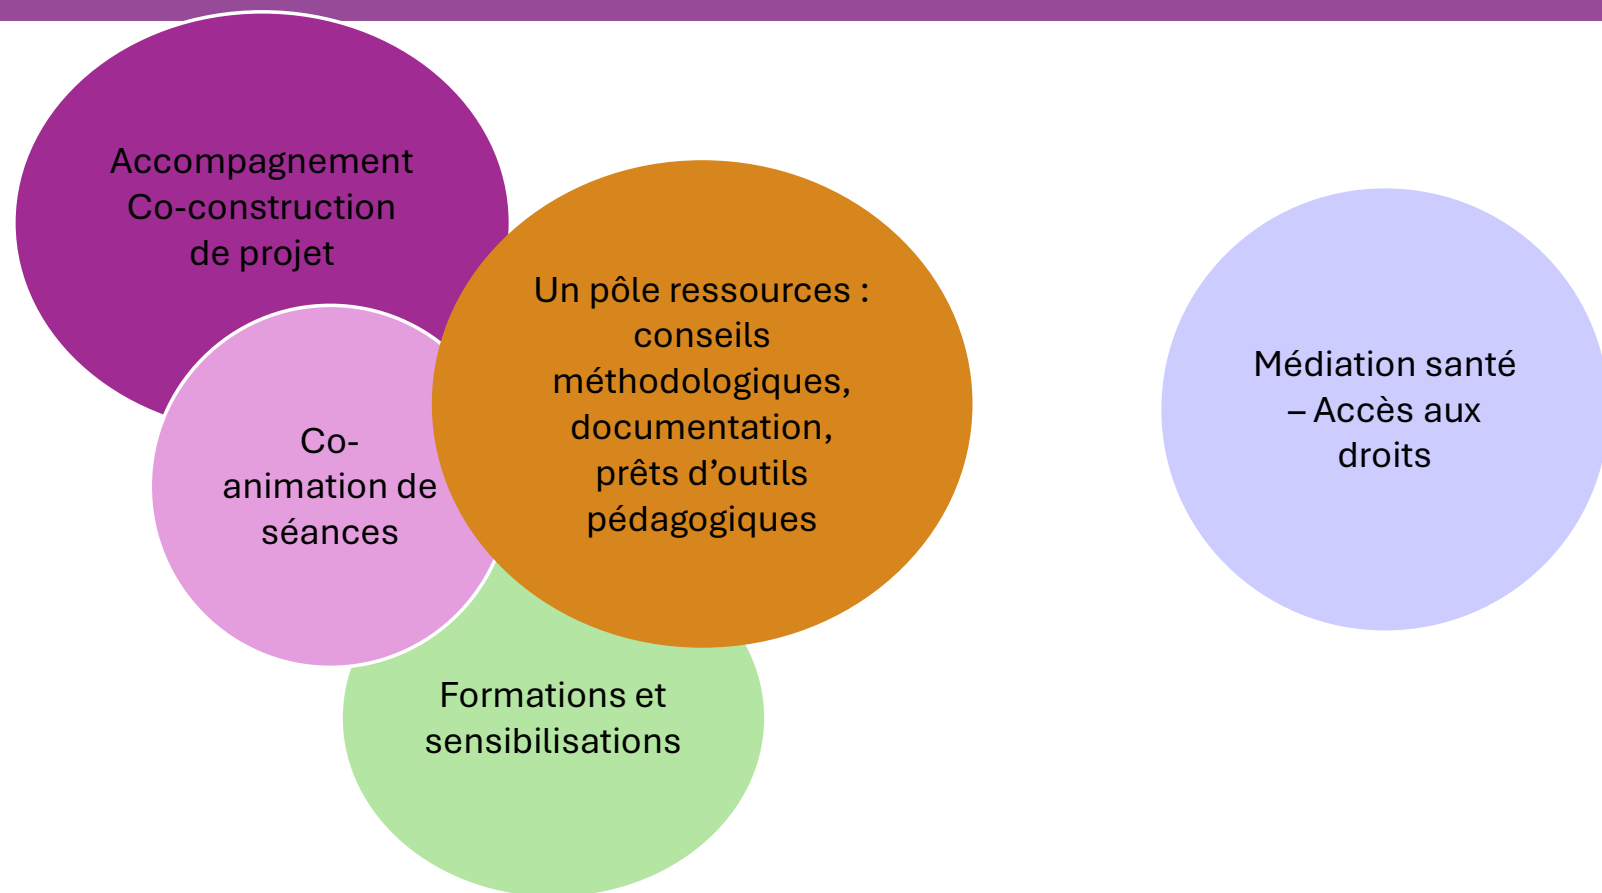 Accompagnement
Co-construction
de projet
Un pôle ressources :
conseils
méthodologiques,
documentation,
prêts d’outils
pédagogiques
Co-
animation de
séances
Formations et
sensibilisations
Médiation santé
– Accès aux
droits